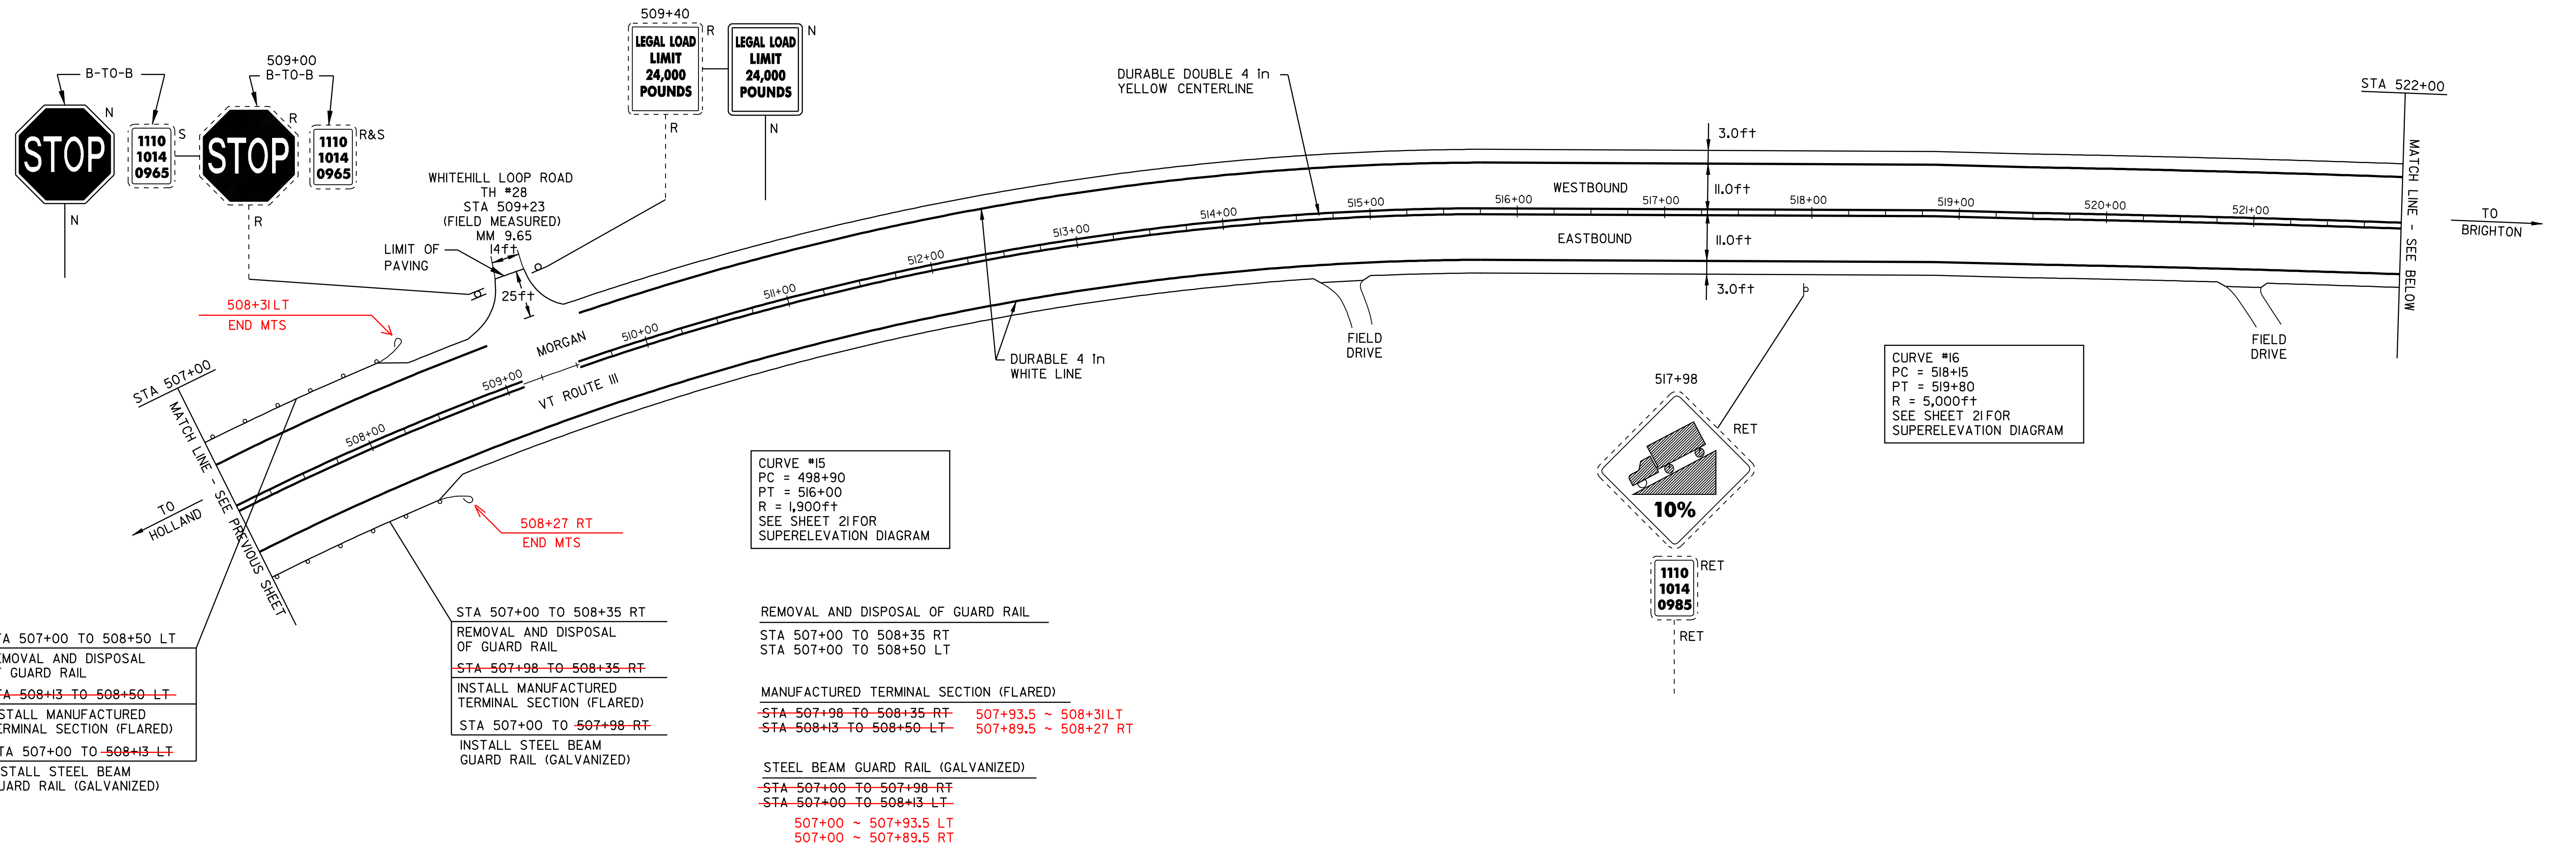 509+40
LEGAL LOAD
LIMIT
24,000
POUNDS
R
R
LEGAL LOAD
LIMIT
24,000
POUNDS
N
N
B-TO-B
509+00
B-TO-B
STOP
N
N
1110
1014
0965
S
STOP
R
R
1110
1014
0965
R&S
WHITEHILL LOOP ROAD
TH #28
STA 509+23
(FIELD MEASURED)
MM 9.65
14ft
LIMIT OF
PAVING
25ft
508+31 LT
END MTS
DURABLE DOUBLE 4 in
YELLOW CENTERLINE
STA 522+00
MATCH LINE - SEE BELOW
TO
BRIGHTON
3.0ft
11.0ft
11.0ft
3.0ft
WESTBOUND
EASTBOUND
508+00
509+00
510+00
511+00
512+00
513+00
514+00
515+00
516+00
517+00
518+00
519+00
520+00
521+00
MORGAN
VT ROUTE 111
DURABLE 4 in
WHITE LINE
FIELD
DRIVE
FIELD
DRIVE
STA 507+00
MATCH LINE - SEE PREVIOUS SHEET
TO
HOLLAND
508+27 RT
END MTS
CURVE #15
PC = 498+90
PT = 516+00
R = 1,900ft
SEE SHEET 21 FOR
SUPERELEVATION DIAGRAM
517+98
RET
10%
1110
1014
0985
RET
RET
CURVE #16
PC = 518+15
PT = 519+80
R = 5,000ft
SEE SHEET 21 FOR
SUPERELEVATION DIAGRAM
TA 507+00 TO 508+50 LT
EMOVAL AND DISPOSAL
F GUARD RAIL
TA 508+13 TO 508+50 LT
STALL MANUFACTURED
ERMINAL SECTION (FLARED)
TA 507+00 TO 508+13 LT
STALL STEEL BEAM
UARD RAIL (GALVANIZED)
STA 507+00 TO 508+35 RT
REMOVAL AND DISPOSAL
OF GUARD RAIL
STA 507+98 TO 508+35 RT
INSTALL MANUFACTURED
TERMINAL SECTION (FLARED)
STA 507+00 TO 507+98 RT
INSTALL STEEL BEAM
GUARD RAIL (GALVANIZED)
REMOVAL AND DISPOSAL OF GUARD RAIL
STA 507+00 TO 508+35 RT
STA 507+00 TO 508+50 LT
MANUFACTURED TERMINAL SECTION (FLARED)
STA 507+98 TO 508+35 RT 507+93.5 ~ 508+31 LT
STA 508+13 TO 508+50 LT 507+89.5 ~ 508+27 RT
STEEL BEAM GUARD RAIL (GALVANIZED)
STA 507+00 TO 507+98 RT
STA 507+00 TO 508+13 LT
507+00 ~ 507+93.5 LT
507+00 ~ 507+89.5 RT